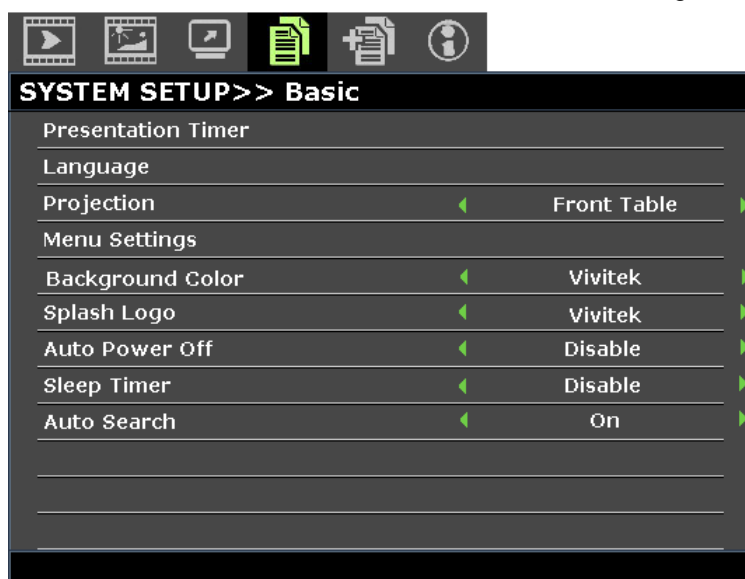 SYSTEM SETUP>> Basic
Presentation Timer
Language
Projection Front Table
Menu Settings
Background Color Vivitek
Splash Logo Vivitek
Auto Power Off Disable
Sleep Timer Disable
Auto Search On